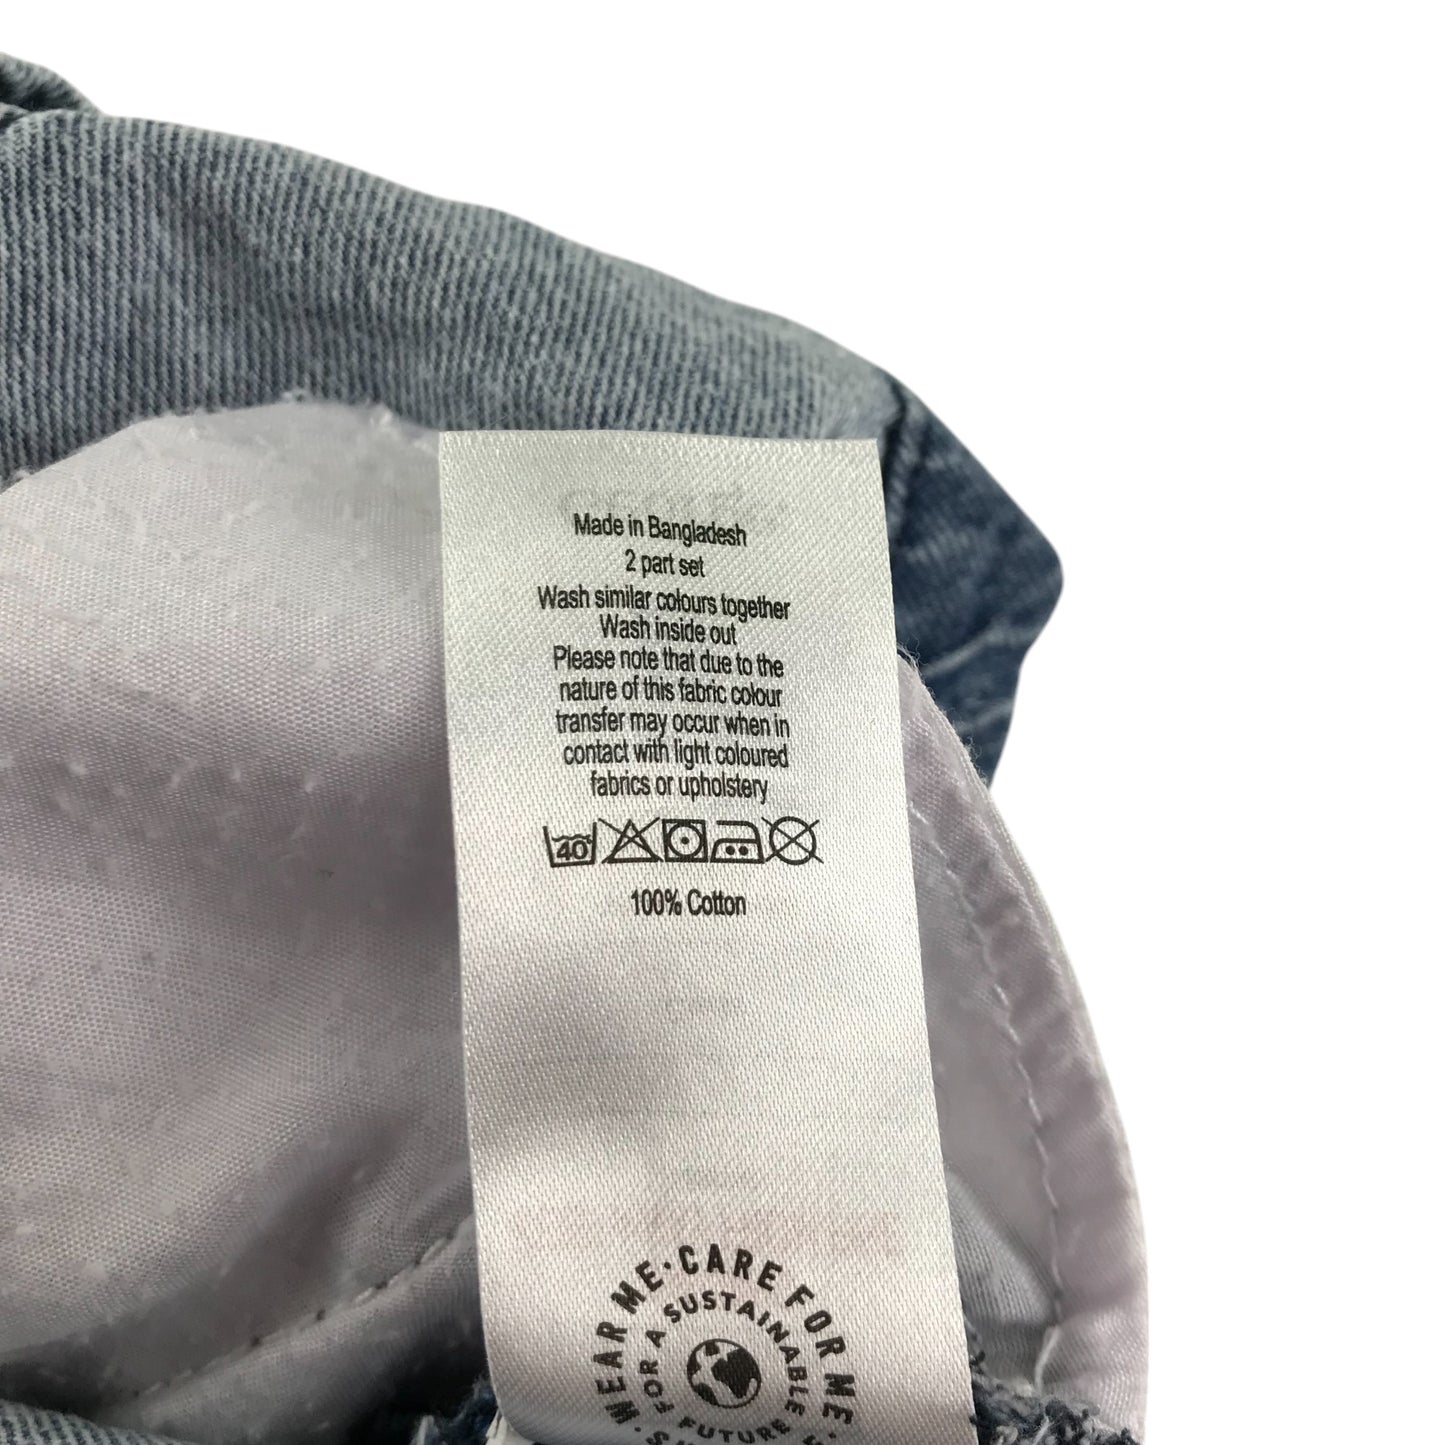 Made in Bangladesh
2 part set
Wash similar colours together
Wash inside out
Please note that due to the
nature of this fabric colour
transfer may occur when in
contact with light coloured
fabrics or upholstery
40
100% Cotton
WEAR ME • CARE FOR ME •
FOR A SUSTAINABLE FUTURE